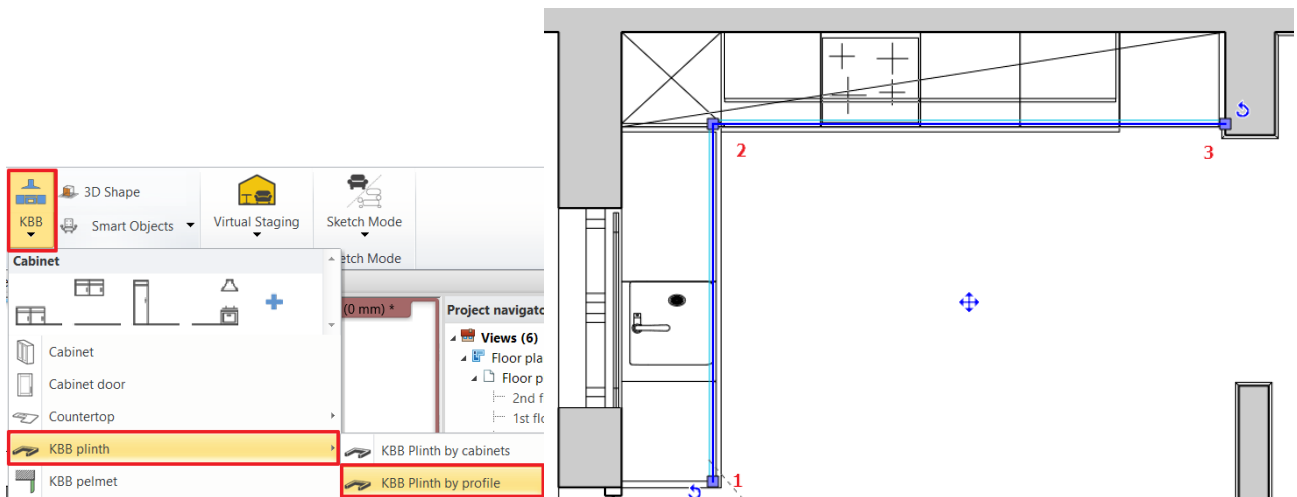 3D Shape
KBB
Smart Objects
Virtual Staging
Sketch Mode
etch Mode
Cabinet
(0 mm) *
Project navigato
Views (6)
Floor pla
Floor p
2nd f
1st flo
Cabinet
Cabinet door
Countertop
KBB plinth
KBB Plinth by cabinets
KBB Plinth by profile
KBB pelmet
2
3
1